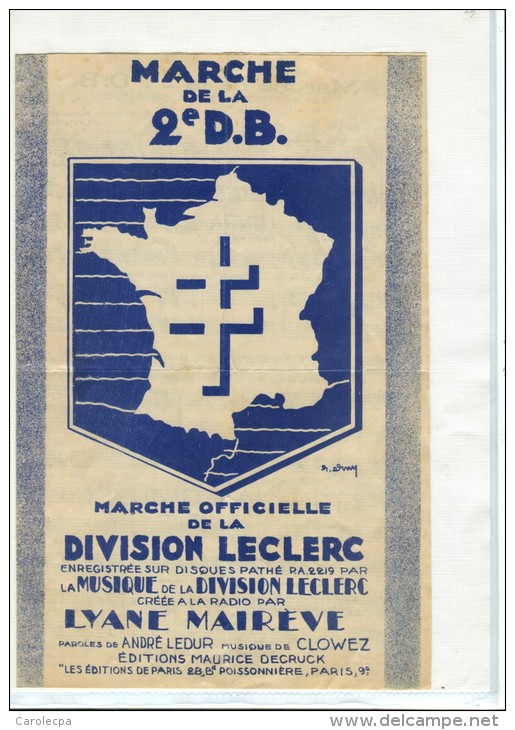 MARCHE
DE LA
2e D.B.
MARCHE OFFICIELLE
DE LA
DIVISION LECLERC
ENREGISTRÉE SUR DISQUES PATHÉ P.A.2219 PAR
LA MUSIQUE DE LA DIVISION LECLERC
CRÉÉE A LA RADIO PAR
LYANE MAIRÈVE
PAROLES DE ANDRÉ LEDUR MUSIQUE DE CLOWEZ
ÉDITIONS MAURICE DECRUCK
"LES ÉDITIONS DE PARIS 28, Bd POISSONNIÈRE, PARIS, 9e
Carolecpa
www.delcampe.net